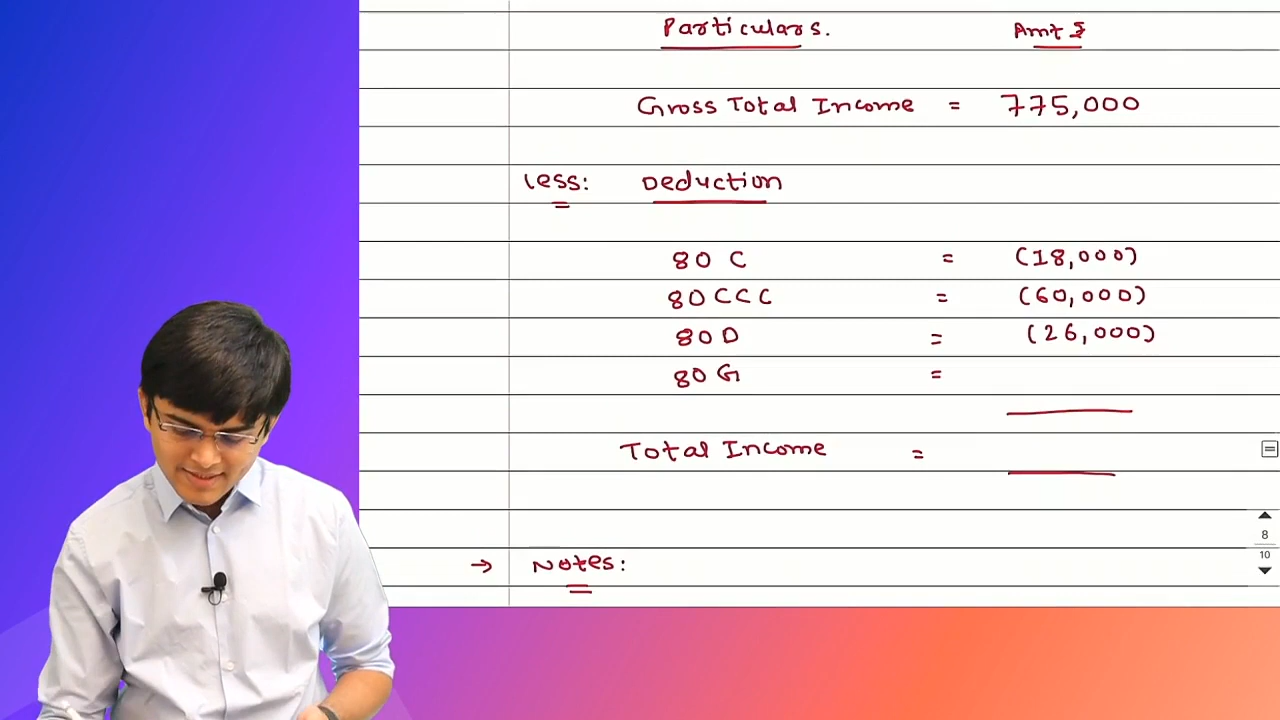 Particulars. Amt ₹
Gross Total Income = 775,000
Less: Deduction
80 C = (18,000)
80 CCC = (60,000)
80 D = (26,000)
80 G =
Total Income =
8
10
→ Notes: